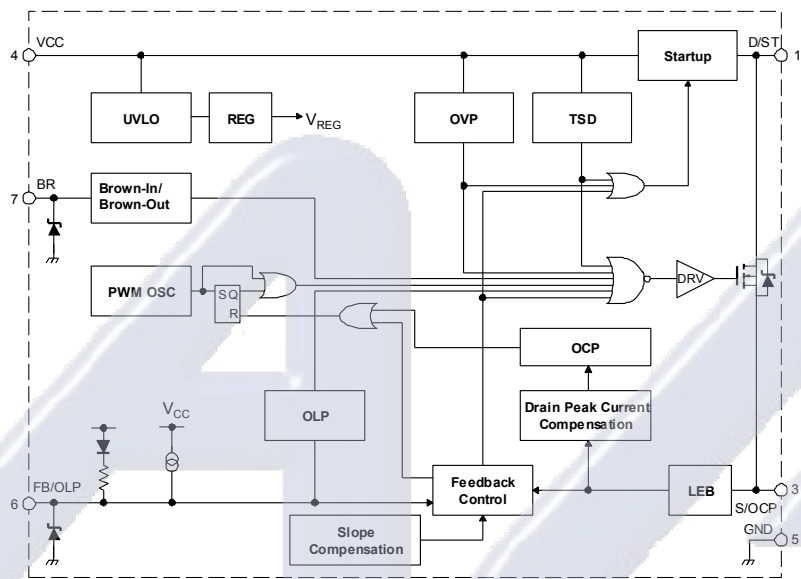 VCC
4
D/ST
1
Startup
UVLO
REG
VREG
OVP
TSD
BR
7
Brown-In/
Brown-Out
PWM OSC
S Q
R
DRV
OCP
Drain Peak Current
Compensation
OLP
VCC
FB/OLP
6
Feedback
Control
LEB
3
S/OCP
GND
5
Slope
Compensation